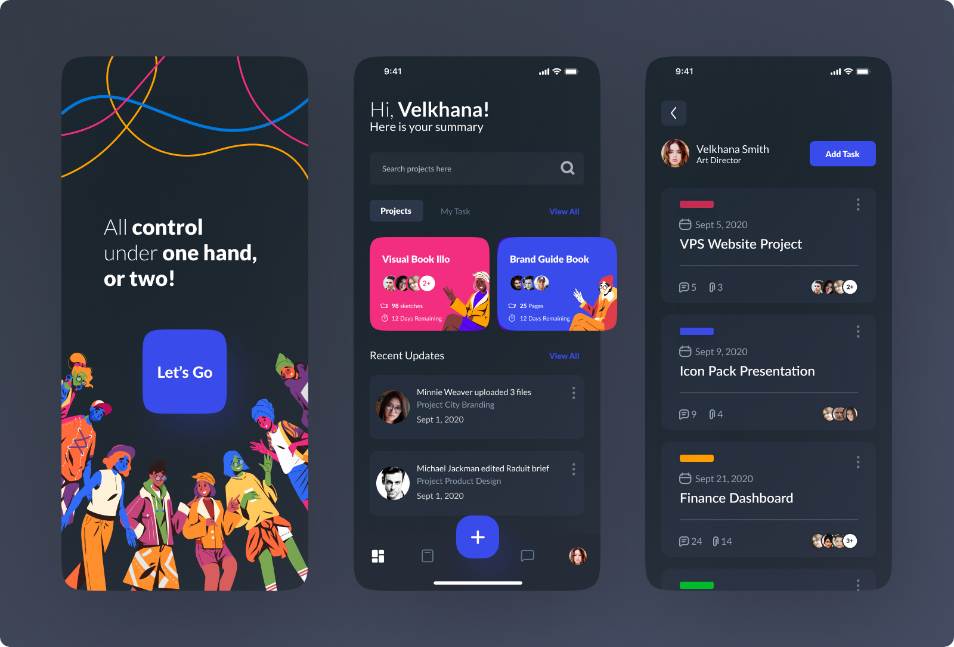 All control
under one hand,
or two!
Let's Go
9:41
Hi, Velkhana!
Here is your summary
Search projects here
Projects
My Task
View All
Visual Book Illo
2+
98 sketches
12 Days Remaining
Brand Guide Book
25 Pages
12 Days Remaining
Recent Updates
View All
Minnie Weaver uploaded 3 files
Project City Branding
Sept 1, 2020
Michael Jackman edited Raduit brief
Project Product Design
Sept 1, 2020
9:41
Velkhana Smith
Art Director
Add Task
Sept 5, 2020
VPS Website Project
5 3 2+
Sept 9, 2020
Icon Pack Presentation
9 4
Sept 21, 2020
Finance Dashboard
24 14 3+